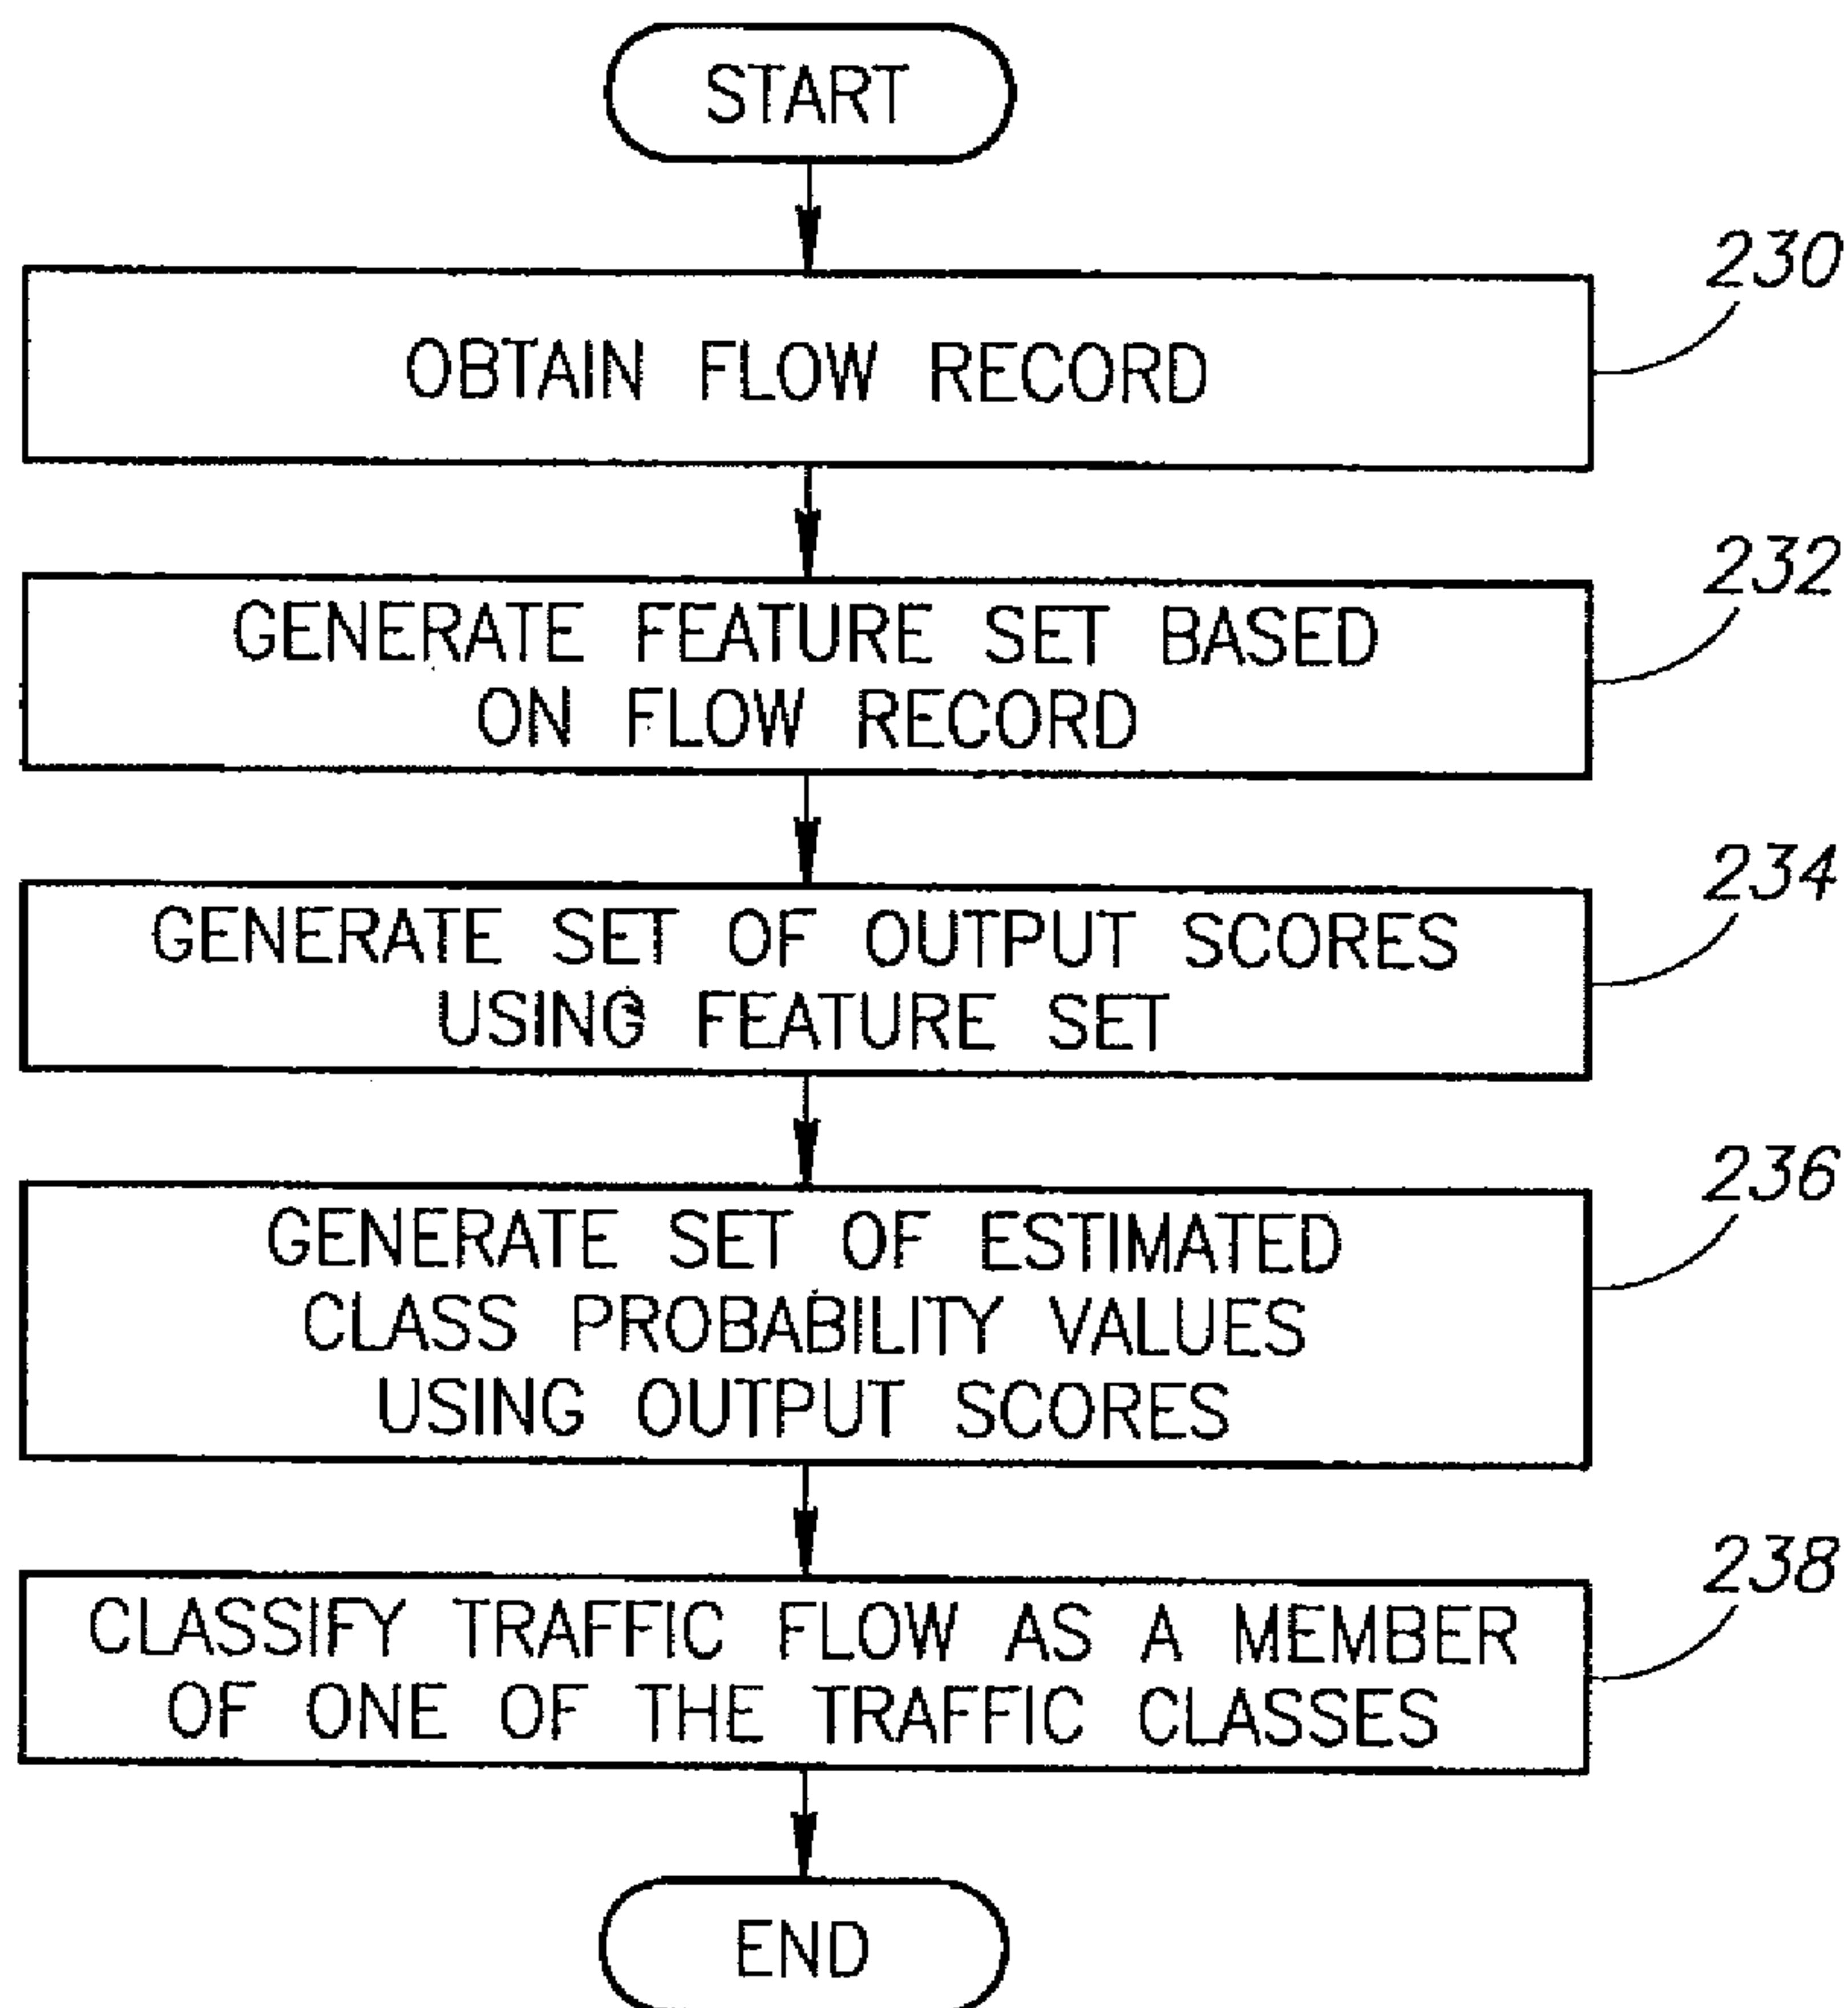 START
230
OBTAIN FLOW RECORD
232
GENERATE FEATURE SET BASED
ON FLOW RECORD
234
GENERATE SET OF OUTPUT SCORES
USING FEATURE SET
236
GENERATE SET OF ESTIMATED
CLASS PROBABILITY VALUES
USING OUTPUT SCORES
238
CLASSIFY TRAFFIC FLOW AS A MEMBER
OF ONE OF THE TRAFFIC CLASSES
END